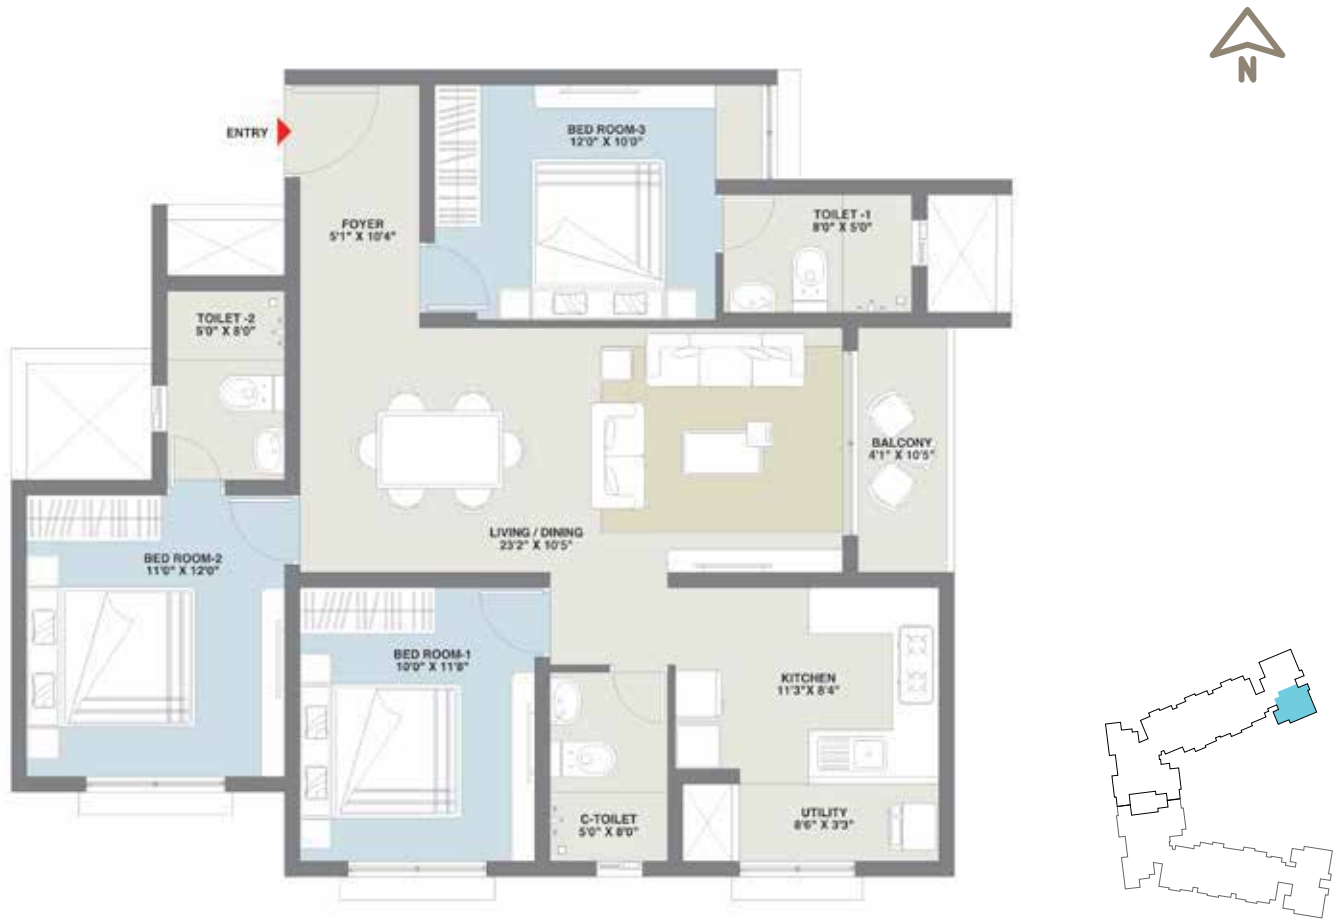 N
ENTRY
BED ROOM-3
12'0" X 10'0"
FOYER
5'1" X 10'4"
TOILET -1
8'0" X 5'0"
TOILET -2
5'0" X 8'0"
BALCONY
4'1" X 10'5"
LIVING / DINING
23'2" X 10'5"
BED ROOM-2
11'0" X 12'0"
BED ROOM-1
10'0" X 11'8"
KITCHEN
11'3"X 8'4"
C-TOILET
5'0" X 8'0"
UTILITY
8'6" X 3'3"